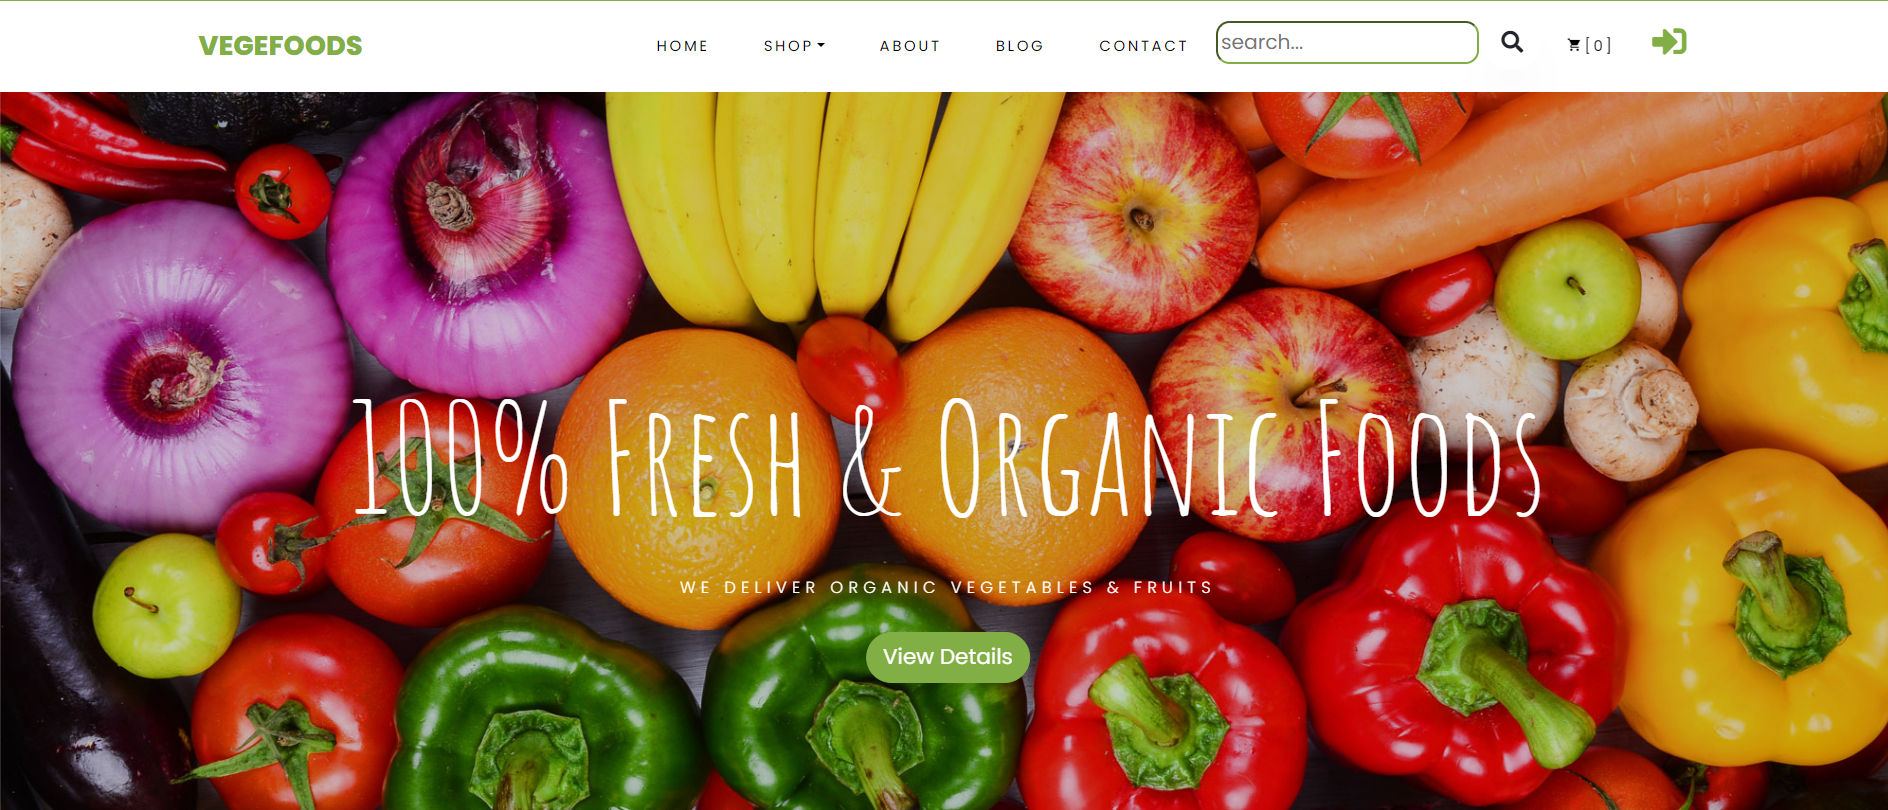 VEGEFOODS HOME SHOP ABOUT BLOG CONTACT search... [0]
100% Fresh & Organic Foods
WE DELIVER ORGANIC VEGETABLES & FRUITS
View Details